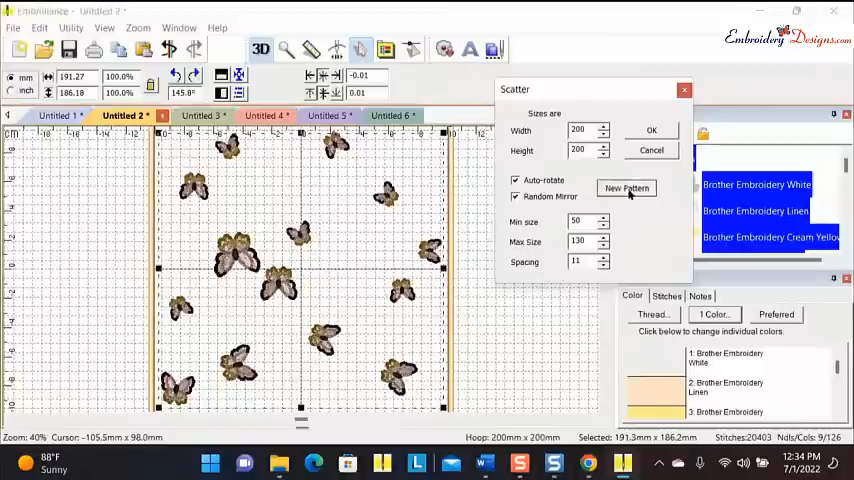 Embrilliance - Untitled 2 *
Embroidery Designs.com
File Edit Create Utility View Zoom Window Help
3D
mm 191.27 100.0% -0.01
inch 186.18 100.0% 145.8° 0.01
Untitled 1 * Untitled 2 * Untitled 3 * Untitled 4 * Untitled 5 * Untitled 6 *
cm
Scatter
Sizes are
Width 200 OK
Height 200 Cancel
Auto-rotate
New Pattern
Random Mirror
Min size 50
Max Size 130
Spacing 11
Brother Embroidery White
Brother Embroidery Linen
Brother Embroidery Cream Yellow
Color Stitches Notes
Thread... 1 Color... Preferred
Click below to change individual colors.
1: Brother Embroidery
White
2: Brother Embroidery
Linen
3: Brother Embroidery
Zoom: 40% Cursor: -105.5mm x 98.0mm Hoop: 200mm x 200mm Selected: 191.3mm x 186.2mm Stitches:20403 Ndls/Cols: 9/126
88°F
Sunny
12:34 PM
7/1/2022